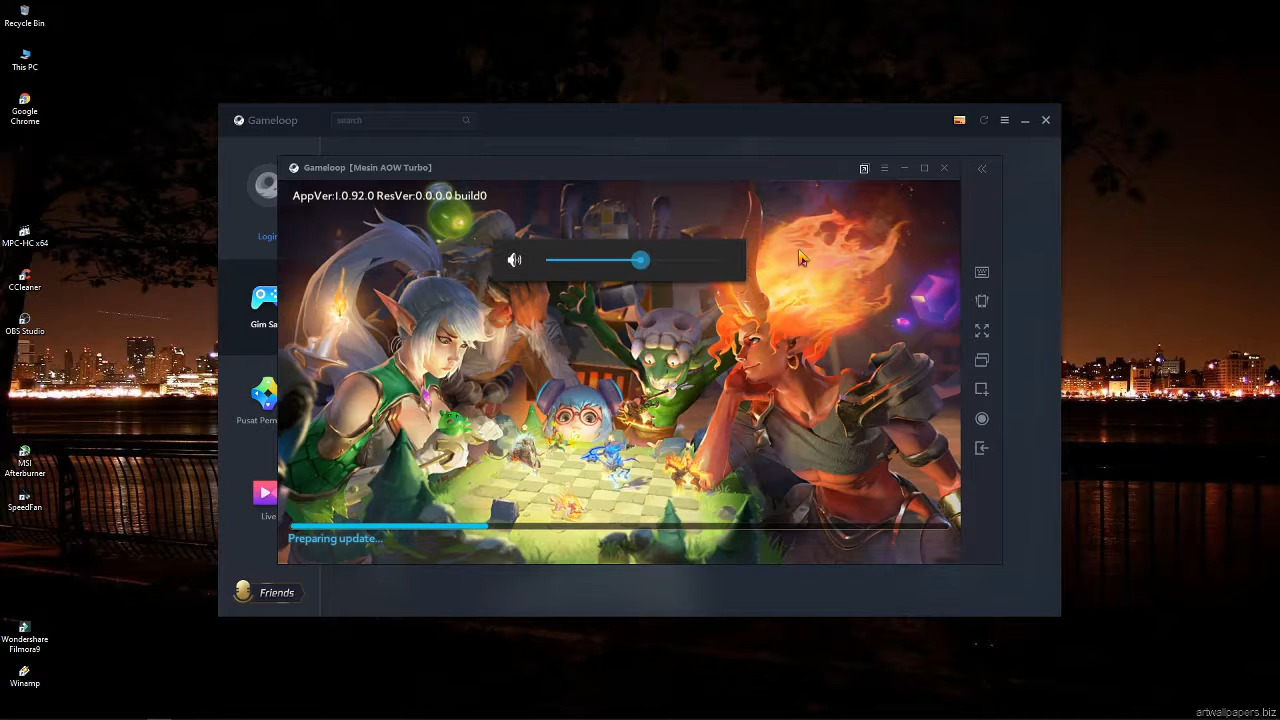 Recycle Bin
This PC
Google
Chrome
MPC-HC x64
CCleaner
OBS Studio
MSI
Afterburner
SpeedFan
Wondershare
Filmora9
Winamp
Gameloop
search
Login
Gim Sa
Pusat Perm
Live
Friends
Gameloop [Mesin AOW Turbo]
AppVer:1.0.92.0 ResVer:0.0.0.0 build0
Preparing update...
artwallpapers.biz